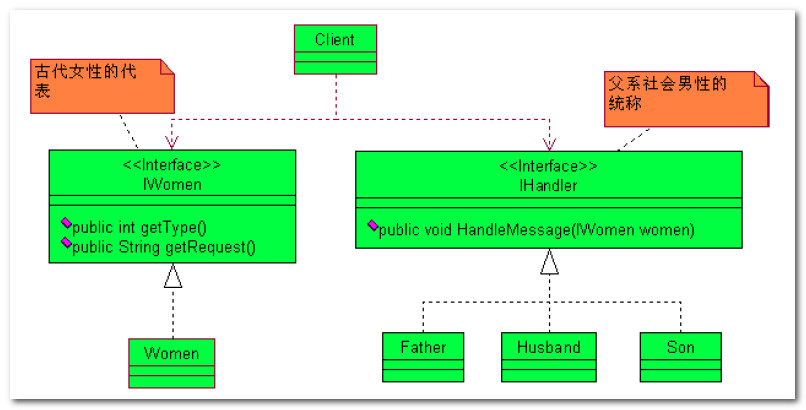 Client
古代女性的代
表
父系社会男性的
统称
<<Interface>>
IWomen
public int getType()
public String getRequest()
<<Interface>>
IHandler
public void HandleMessage(IWomen women)
Women
Father
Husband
Son